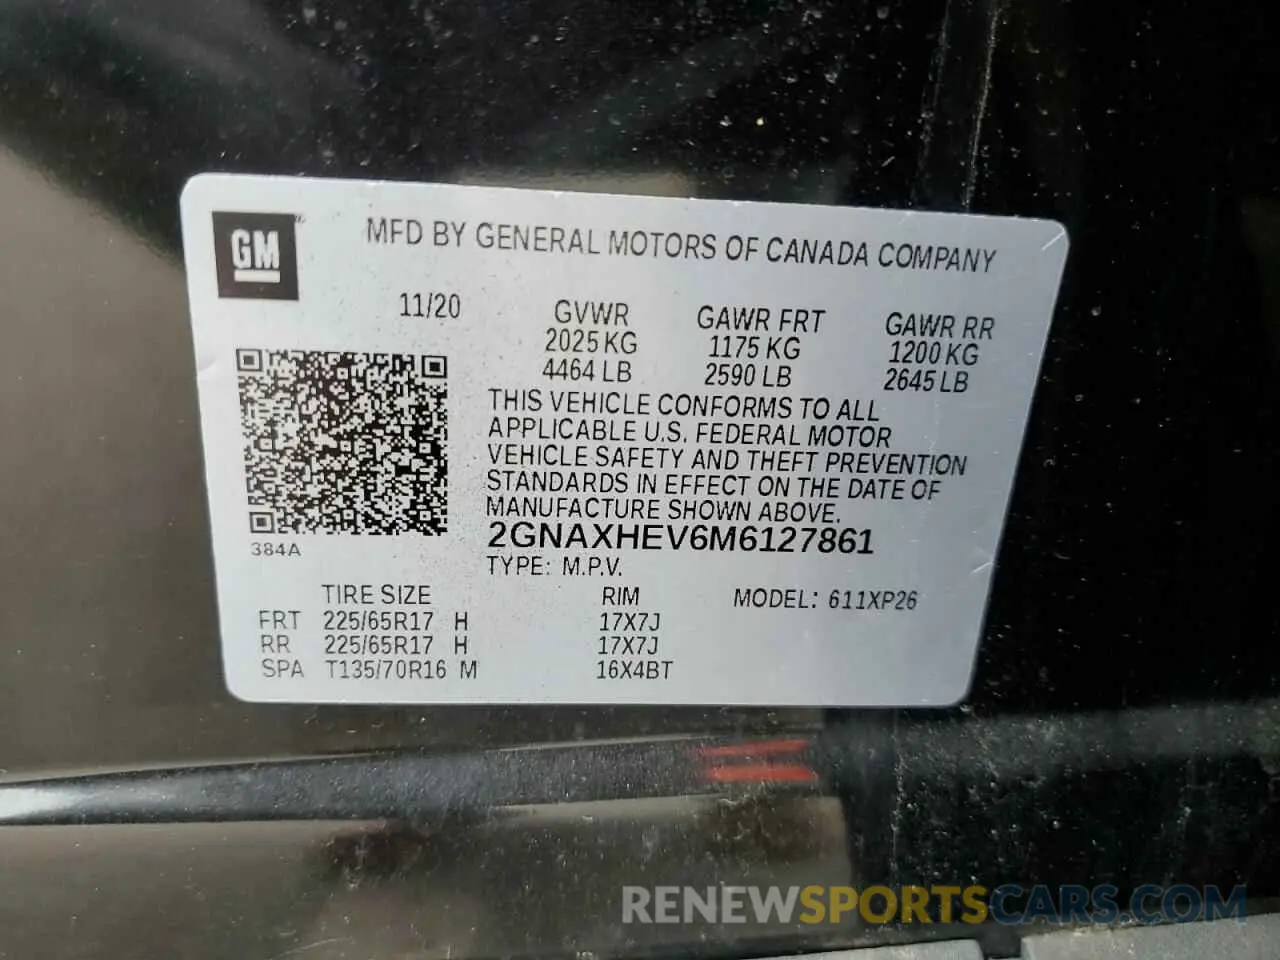 GM
MFD BY GENERAL MOTORS OF CANADA COMPANY
11/20 GVWR GAWR FRT GAWR RR
2025 KG 1175 KG 1200 KG
4464 LB 2590 LB 2645 LB
THIS VEHICLE CONFORMS TO ALL
APPLICABLE U.S. FEDERAL MOTOR
VEHICLE SAFETY AND THEFT PREVENTION
STANDARDS IN EFFECT ON THE DATE OF
MANUFACTURE SHOWN ABOVE.
384A 2GNAXHEV6M6127861
TYPE: M.P.V.
TIRE SIZE RIM MODEL: 611XP26
FRT 225/65R17 H 17X7J
RR 225/65R17 H 17X7J
SPA T135/70R16 M 16X4BT
RENEWSPORTSCARS.COM